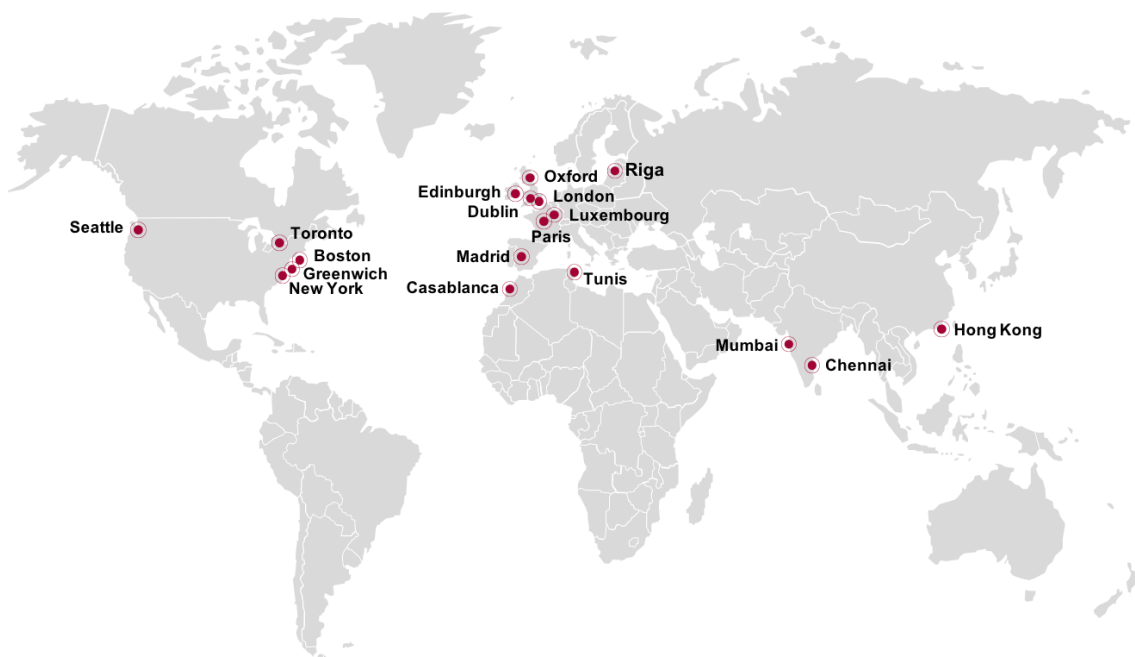 Oxford
Riga
Edinburgh
London
Dublin
Luxembourg
Seattle
Toronto
Paris
Boston
Madrid
Greenwich
Tunis
New York
Casablanca
Hong Kong
Mumbai
Chennai